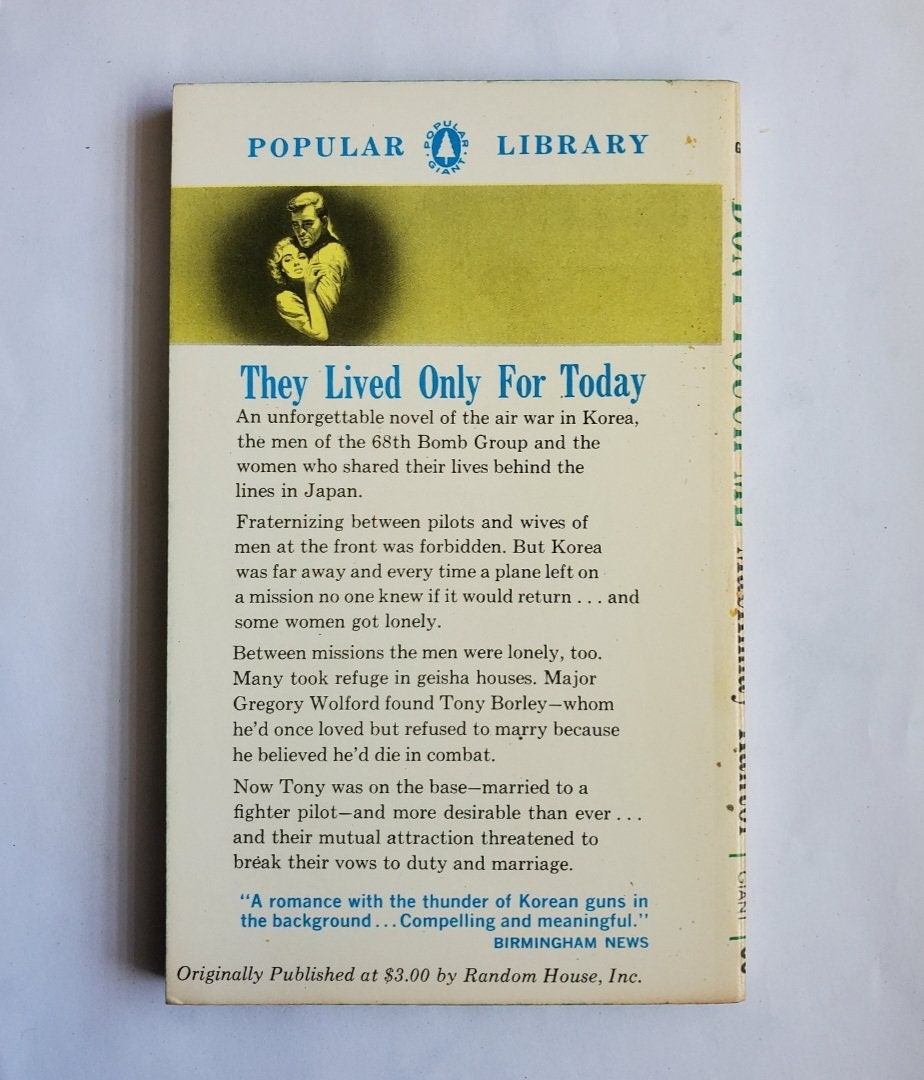 POPULAR LIBRARY
POPULAR
GIANT
They Lived Only For Today
An unforgettable novel of the air war in Korea,
the men of the 68th Bomb Group and the
women who shared their lives behind the
lines in Japan.
Fraternizing between pilots and wives of
men at the front was forbidden. But Korea
was far away and every time a plane left on
a mission no one knew if it would return . . . and
some women got lonely.
Between missions the men were lonely, too.
Many took refuge in geisha houses. Major
Gregory Wolford found Tony Borley—whom
he'd once loved but refused to marry because
he believed he'd die in combat.
Now Tony was on the base—married to a
fighter pilot—and more desirable than ever . . .
and their mutual attraction threatened to
break their vows to duty and marriage.
"A romance with the thunder of Korean guns in
the background . . . Compelling and meaningful."
BIRMINGHAM NEWS
Originally Published at $3.00 by Random House, Inc.